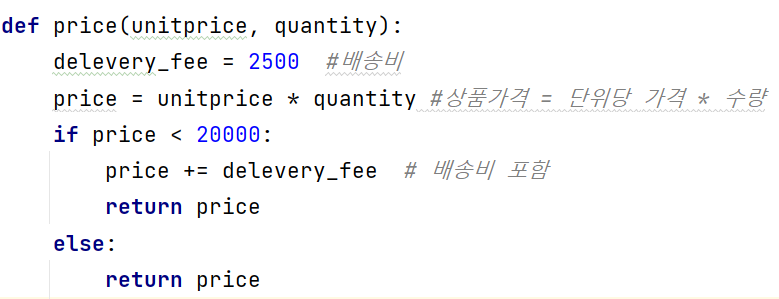 def price(unitprice, quantity):
    delevery_fee = 2500  #배송비
    price = unitprice * quantity #상품가격 = 단위당 가격 * 수량
    if price < 20000:
        price += delevery_fee  # 배송비 포함
        return price
    else:
        return price